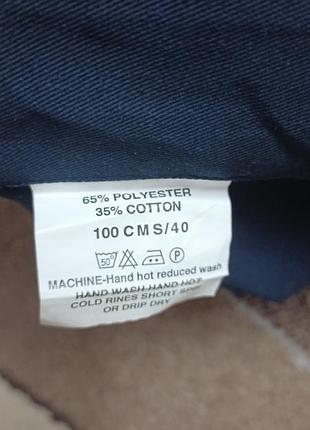 65% POLYESTER
35% COTTON
100 CMS/40
50° P
MACHINE-Hand hot reduced wash
HAND WASH HAND HOT
COLD RINES SHORT SPIN
OR DRIP DRY